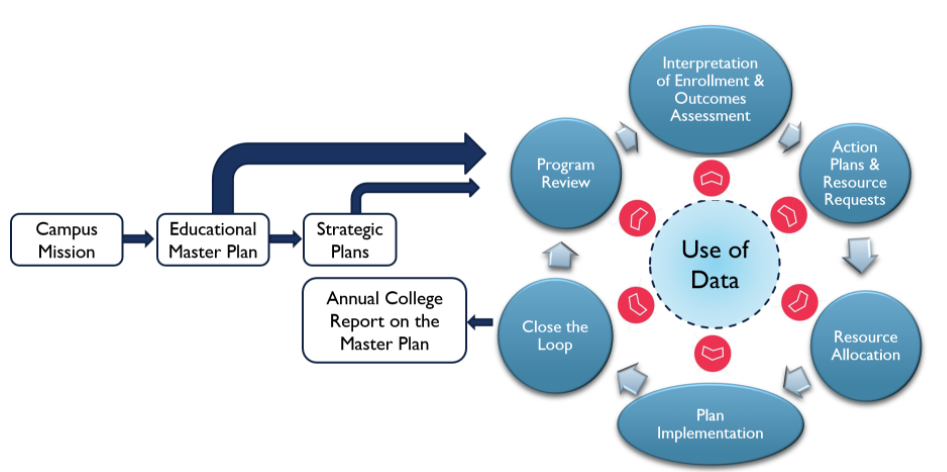 Campus
Mission
Educational
Master Plan
Strategic
Plans
Annual College
Report on the
Master Plan
Program
Review
Interpretation
of Enrollment &
Outcomes
Assessment
Action
Plans &
Resource
Requests
Resource
Allocation
Plan
Implementation
Close the
Loop
Use of
Data